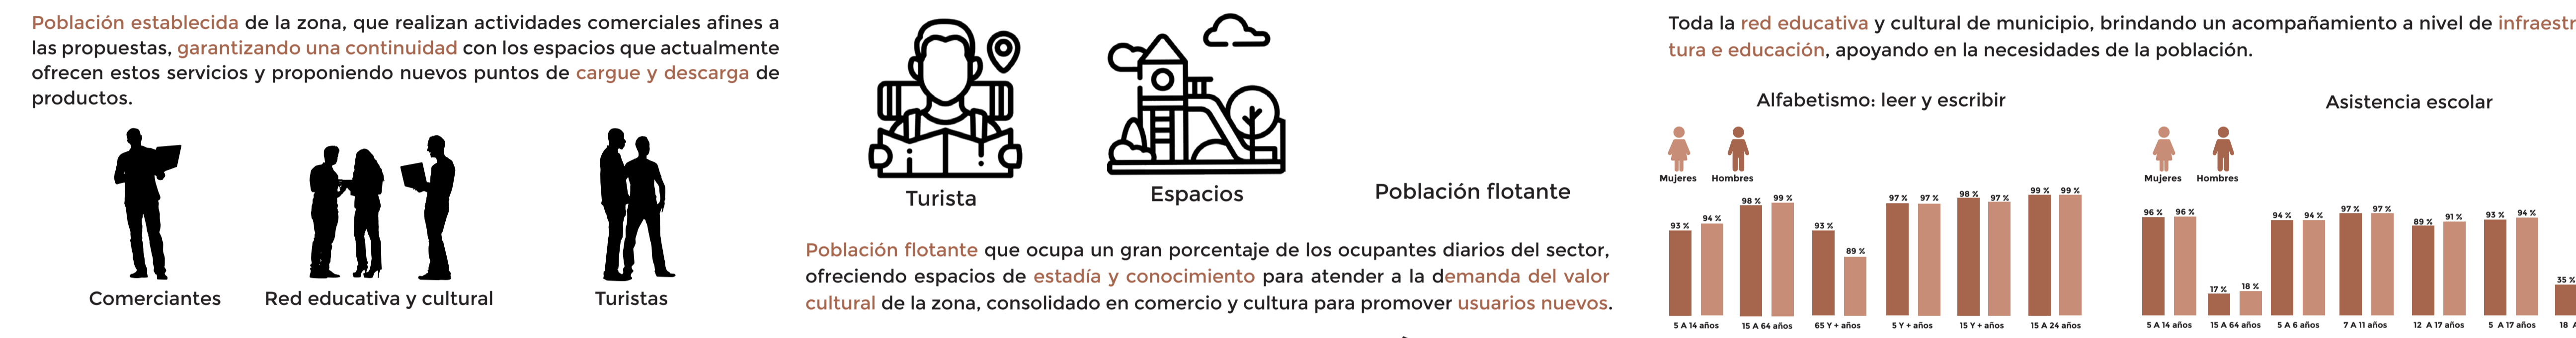 Población establecida de la zona, que realizan actividades comerciales afines a
las propuestas, garantizando una continuidad con los espacios que actualmente
ofrecen estos servicios y proponiendo nuevos puntos de cargue y descarga de
productos.
Comerciantes
Red educativa y cultural
Turistas
Turista
Espacios
Población flotante
Población flotante que ocupa un gran porcentaje de los ocupantes diarios del sector,
ofreciendo espacios de estadía y conocimiento para atender a la demanda del valor
cultural de la zona, consolidado en comercio y cultura para promover usuarios nuevos.
Toda la red educativa y cultural de municipio, brindando un acompañamiento a nivel de infraestr
tura e educación, apoyando en la necesidades de la población.
Alfabetismo: leer y escribir
Mujeres Hombres
93 % 94 % 98 % 99 % 93 % 89 % 97 % 97 % 98 % 97 % 99 % 99 %
5 A 14 años 15 A 64 años 65 Y + años 5 Y + años 15 Y + años 15 A 24 años
Asistencia escolar
Mujeres Hombres
96 % 96 % 17 % 18 % 94 % 94 % 97 % 97 % 89 % 91 % 93 % 94 % 35 %
5 A 14 años 15 A 64 años 5 A 6 años 7 A 11 años 12 A 17 años 5 A 17 años 18